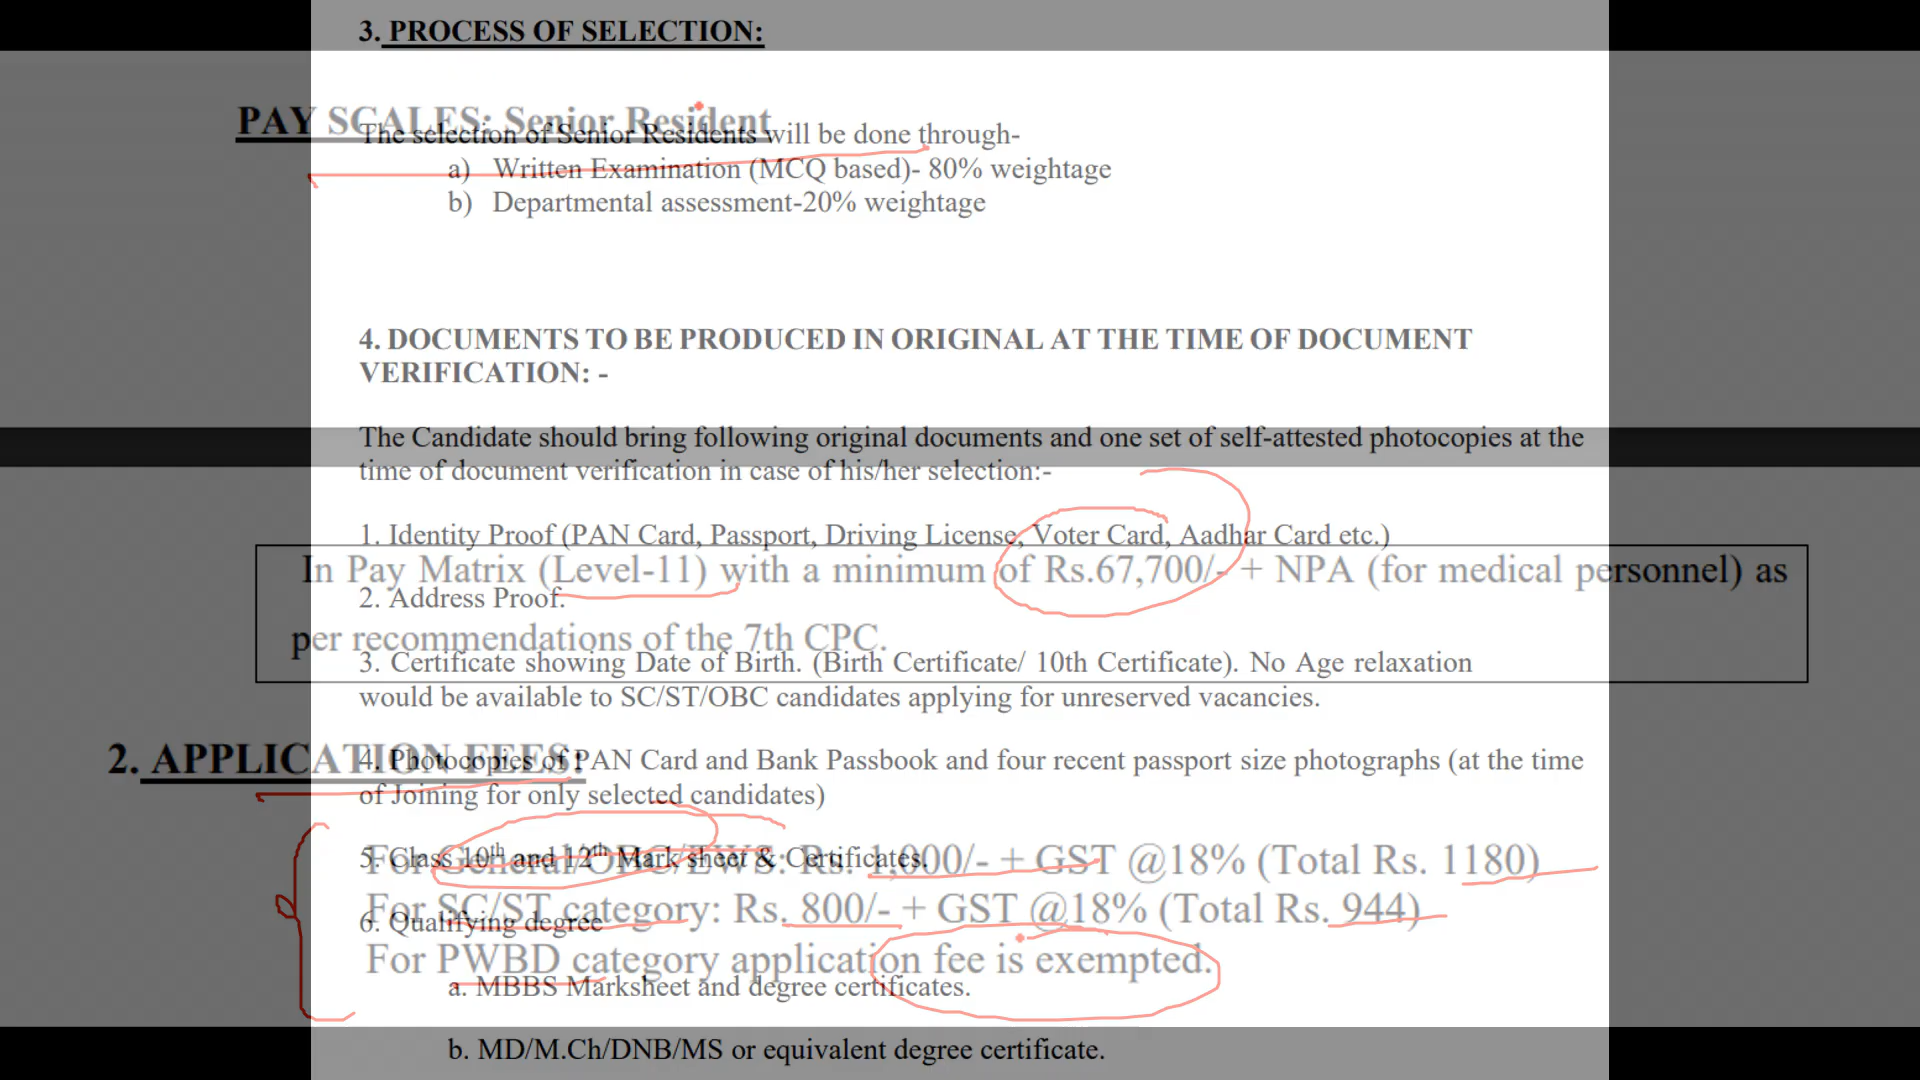 3. PROCESS OF SELECTION:
PAY SCALES: Senior Resident
The selection of Senior Residents will be done through-
a) Written Examination (MCQ based)- 80% weightage
b) Departmental assessment-20% weightage
4. DOCUMENTS TO BE PRODUCED IN ORIGINAL AT THE TIME OF DOCUMENT
VERIFICATION: -
The Candidate should bring following original documents and one set of self-attested photocopies at the
time of document verification in case of his/her selection:-
1. Identity Proof (PAN Card, Passport, Driving License, Voter Card, Aadhar Card etc.)
In Pay Matrix (Level-11) with a minimum of Rs.67,700/- + NPA (for medical personnel) as
2. Address Proof.
per recommendations of the 7th CPC.
3. Certificate showing Date of Birth. (Birth Certificate/ 10th Certificate). No Age relaxation
would be available to SC/ST/OBC candidates applying for unreserved vacancies.
2. APPLICATION FEES:
4. Photocopies of PAN Card and Bank Passbook and four recent passport size photographs (at the time
of Joining for only selected candidates)
5. Class 10th and 12th Mark sheet & Certificates.
For General/OBC/EWS: Rs. 1,000/- + GST @18% (Total Rs. 1180)
For SC/ST category: Rs. 800/- + GST @18% (Total Rs. 944)
6. Qualifying degree
For PWBD category application fee is exempted.
a. MBBS Marksheet and degree certificates.
b. MD/M.Ch/DNB/MS or equivalent degree certificate.